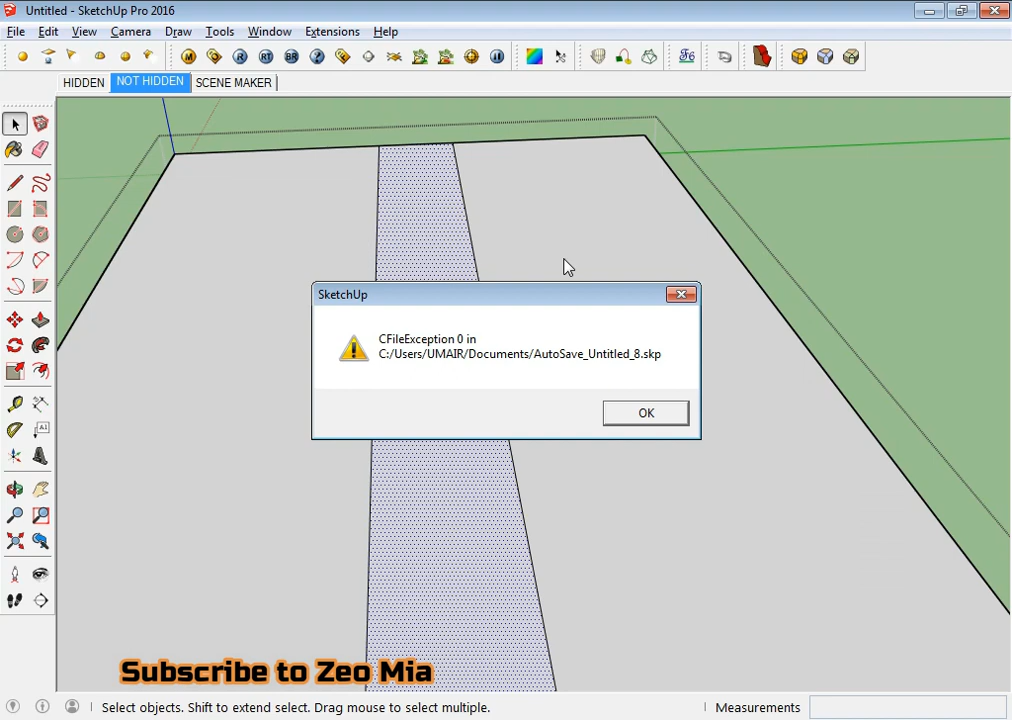 Untitled - SketchUp Pro 2016
File Edit View Camera Draw Tools Window Extensions Help
HIDDEN NOT HIDDEN SCENE MAKER
SketchUp
CFileException 0 in
C:/Users/UMAIR/Documents/AutoSave_Untitled_8.skp
OK
Subscribe to Zeo Mia
Select objects. Shift to extend select. Drag mouse to select multiple. Measurements